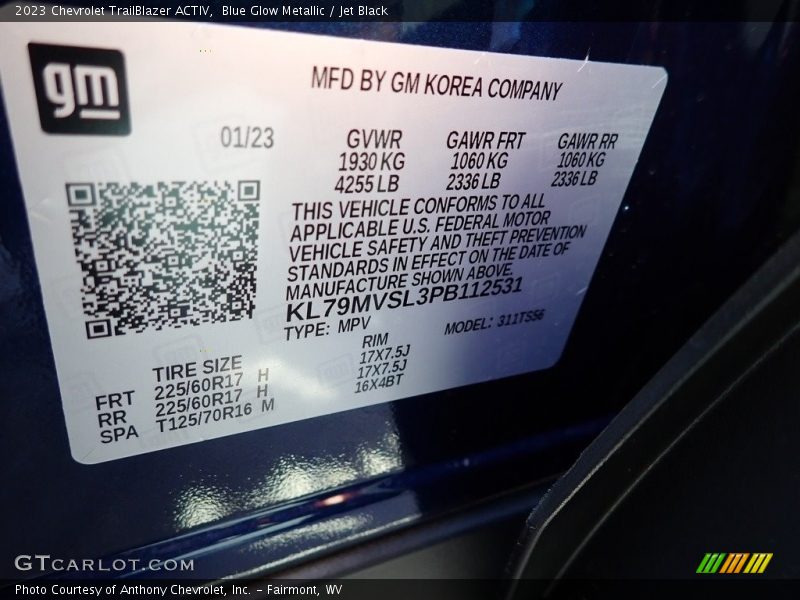 2023 Chevrolet TrailBlazer ACTIV, Blue Glow Metallic / Jet Black
gm
MFD BY GM KOREA COMPANY
01/23 GVWR GAWR FRT GAWR RR
1930 KG 1060 KG 1060 KG
4255 LB 2336 LB 2336 LB
THIS VEHICLE CONFORMS TO ALL
APPLICABLE U.S. FEDERAL MOTOR
VEHICLE SAFETY AND THEFT PREVENTION
STANDARDS IN EFFECT ON THE DATE OF
MANUFACTURE SHOWN ABOVE.
KL79MVSL3PB112531
TYPE: MPV MODEL: 311TS56
TIRE SIZE RIM
FRT 225/60R17 H 17X7.5J
RR 225/60R17 H 17X7.5J
SPA T125/70R16 M 16X4BT
GTCARLOT.COM
Photo Courtesy of Anthony Chevrolet, Inc. – Fairmont, WV